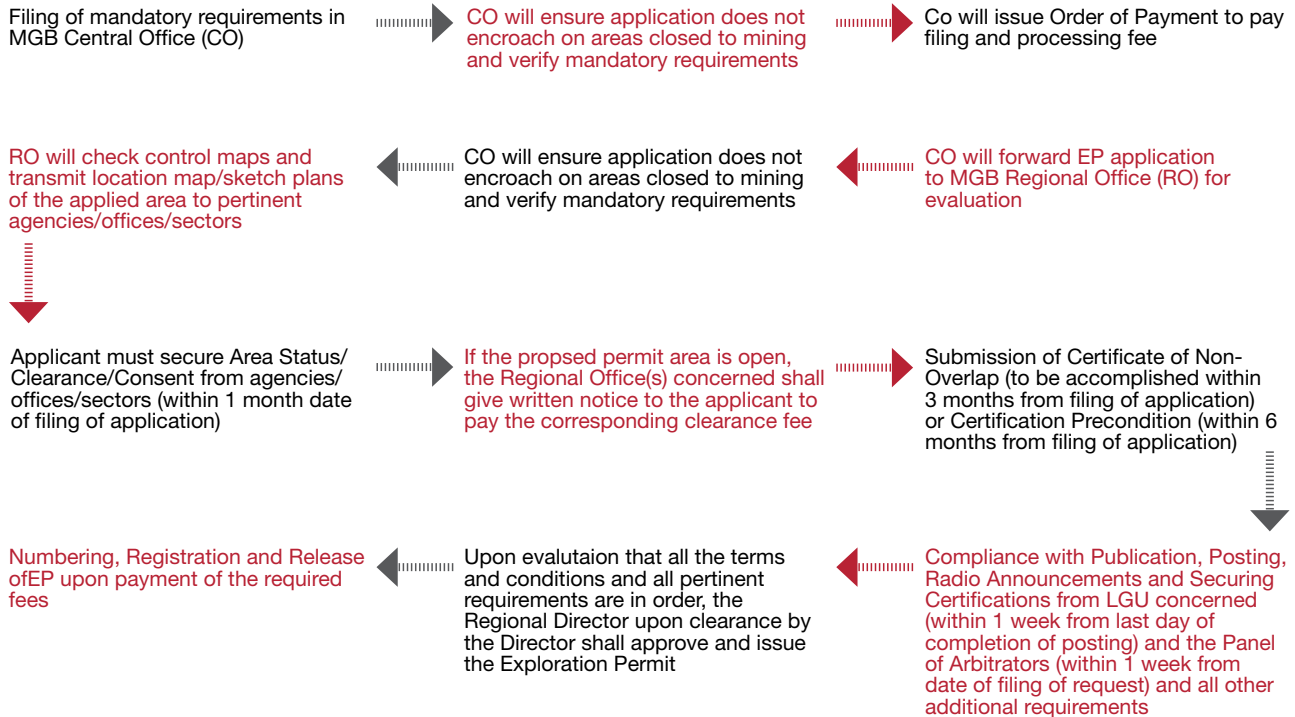 Filing of mandatory requirements in
MGB Central Office (CO)
CO will ensure application does not
encroach on areas closed to mining
and verify mandatory requirements
Co will issue Order of Payment to pay
filing and processing fee
CO will forward EP application
to MGB Regional Office (RO) for
evaluation
CO will ensure application does not
encroach on areas closed to mining
and verify mandatory requirements
RO will check control maps and
transmit location map/sketch plans
of the applied area to pertinent
agencies/offices/sectors
Applicant must secure Area Status/
Clearance/Consent from agencies/
offices/sectors (within 1 month date
of filing of application)
If the propsed permit area is open,
the Regional Office(s) concerned shall
give written notice to the applicant to
pay the corresponding clearance fee
Submission of Certificate of Non-
Overlap (to be accomplished within
3 months from filing of application)
or Certification Precondition (within 6
months from filing of application)
Compliance with Publication, Posting,
Radio Announcements and Securing
Certifications from LGU concerned
(within 1 week from last day of
completion of posting) and the Panel
of Arbitrators (within 1 week from
date of filing of request) and all other
additional requirements
Upon evalutaion that all the terms
and conditions and all pertinent
requirements are in order, the
Regional Director upon clearance by
the Director shall approve and issue
the Exploration Permit
Numbering, Registration and Release
ofEP upon payment of the required
fees